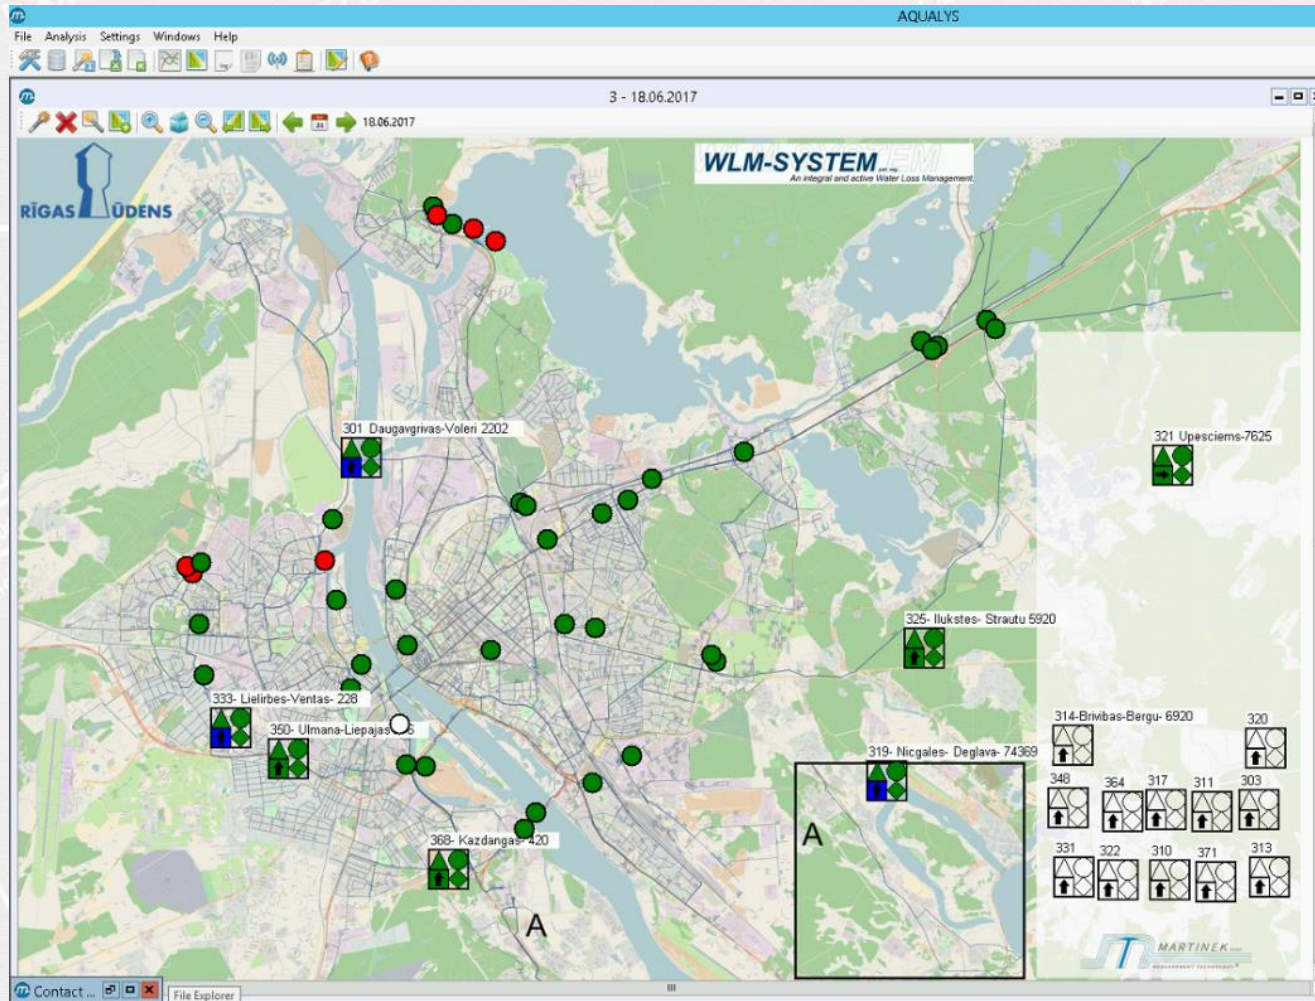 AQUALYS
File Analysis Settings Windows Help
3 - 18.06.2017
18.06.2017
RĪGAS ŪDENS
WLM-SYSTEM
An integral and active Water Loss Management
301 Daugavgrivas-Voleri 2202
321 Upesciems-7625
325- Ilukstes- Strautu 5920
333- Lielirbes-Ventas- 228
350- Ulmana-Liepajas
314-Brivibas-Bergu- 6920
320
319- Nicgales- Deglava- 74369
348
364
317
311
303
A
368- Kazdangas- 420
331
322
310
371
313
A
MARTINEK
MEASUREMENT TECHNOLOGY
Contact ...
File Explorer